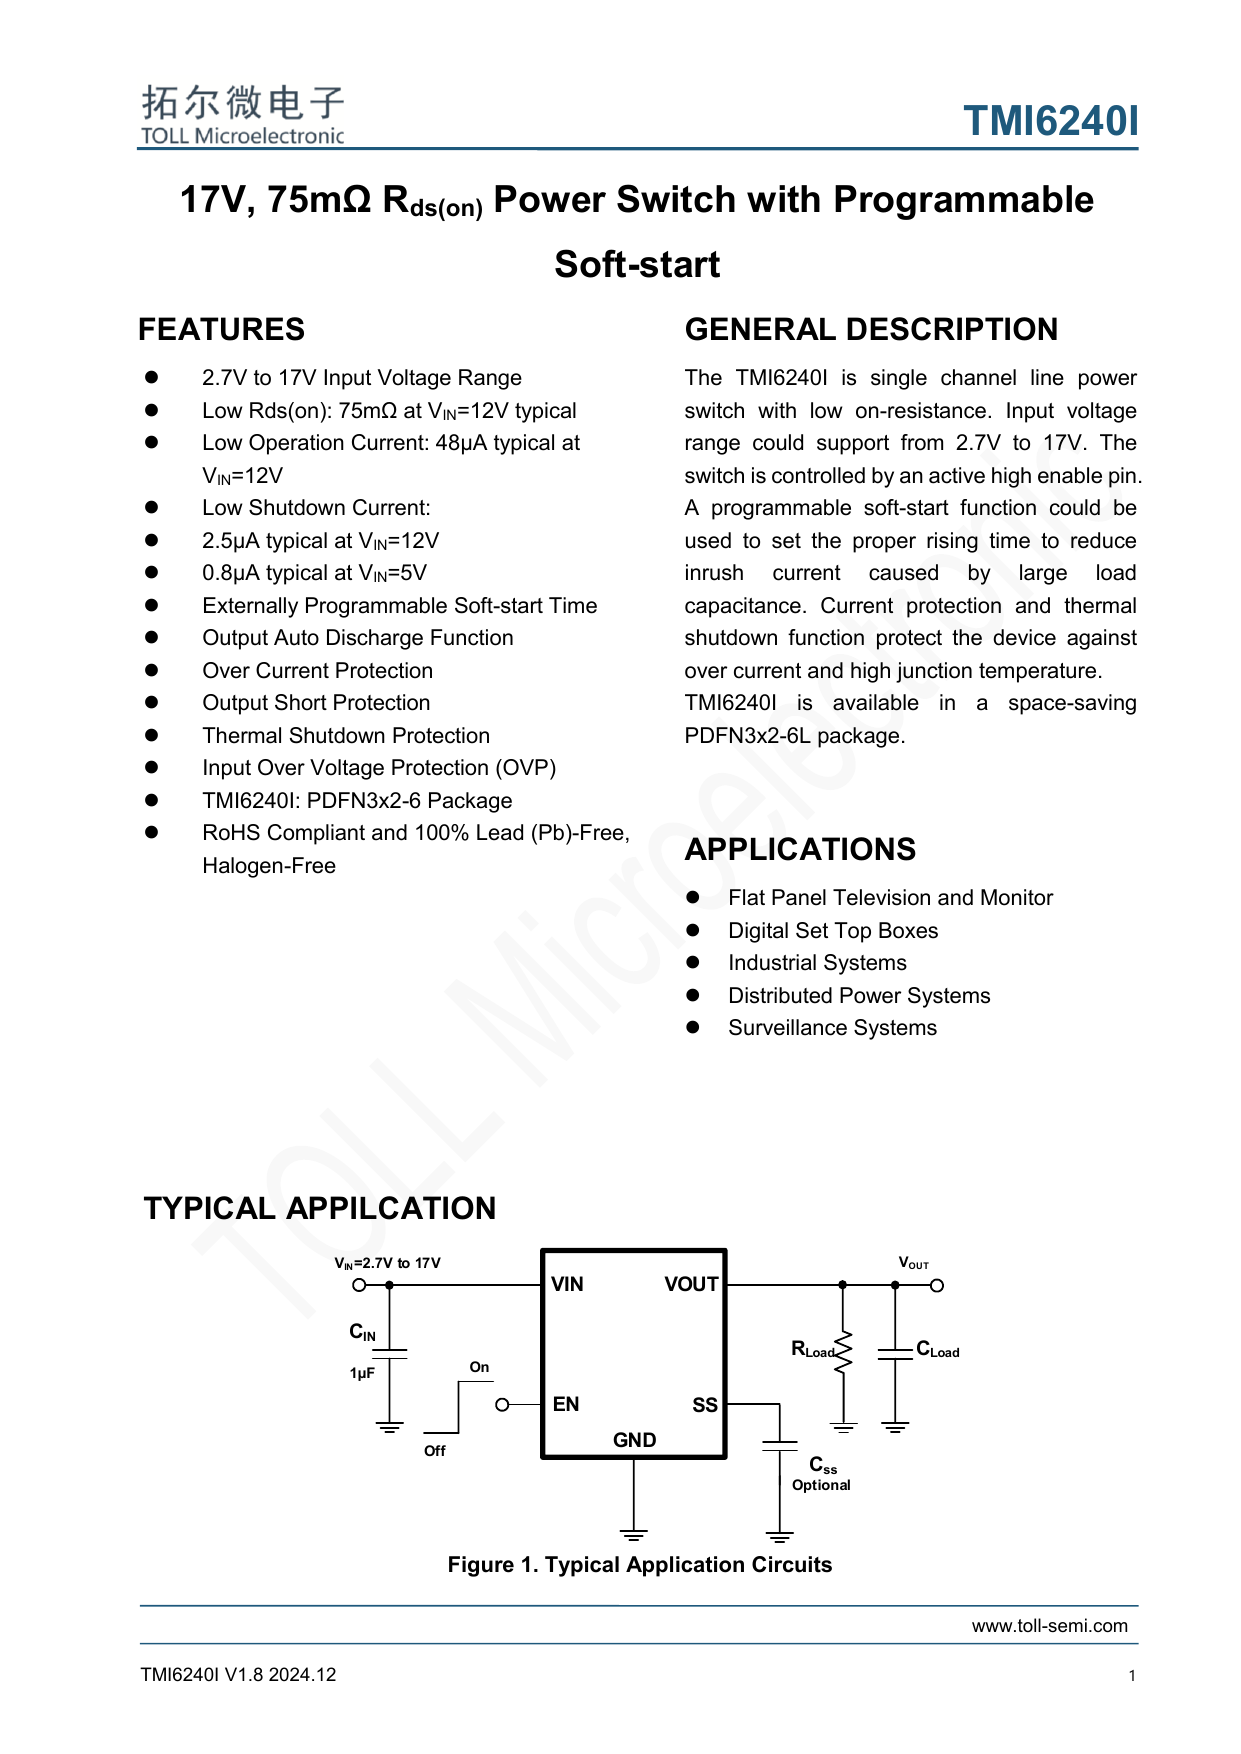 拓尔微电子
TOLL Microelectronic
TMI6240I
17V, 75mΩ Rds(on) Power Switch with Programmable
Soft-start
FEATURES
● 2.7V to 17V Input Voltage Range
● Low Rds(on): 75mΩ at VIN=12V typical
● Low Operation Current: 48μA typical at
VIN=12V
● Low Shutdown Current:
● 2.5μA typical at VIN=12V
● 0.8μA typical at VIN=5V
● Externally Programmable Soft-start Time
● Output Auto Discharge Function
● Over Current Protection
● Output Short Protection
● Thermal Shutdown Protection
● Input Over Voltage Protection (OVP)
● TMI6240I: PDFN3x2-6 Package
● RoHS Compliant and 100% Lead (Pb)-Free,
Halogen-Free
GENERAL DESCRIPTION
The TMI6240I is single channel line power
switch with low on-resistance. Input voltage
range could support from 2.7V to 17V. The
switch is controlled by an active high enable pin.
A programmable soft-start function could be
used to set the proper rising time to reduce
inrush current caused by large load
capacitance. Current protection and thermal
shutdown function protect the device against
over current and high junction temperature.
TMI6240I is available in a space-saving
PDFN3x2-6L package.
APPLICATIONS
● Flat Panel Television and Monitor
● Digital Set Top Boxes
● Industrial Systems
● Distributed Power Systems
● Surveillance Systems
TOLL Microelectronic
TYPICAL APPILCATION
VIN=2.7V to 17V
VIN
VOUT
VOUT
CIN
1μF
On
Off
EN
SS
GND
RLoad
CLoad
Css
Optional
Figure 1. Typical Application Circuits
www.toll-semi.com
TMI6240I V1.8 2024.12
1